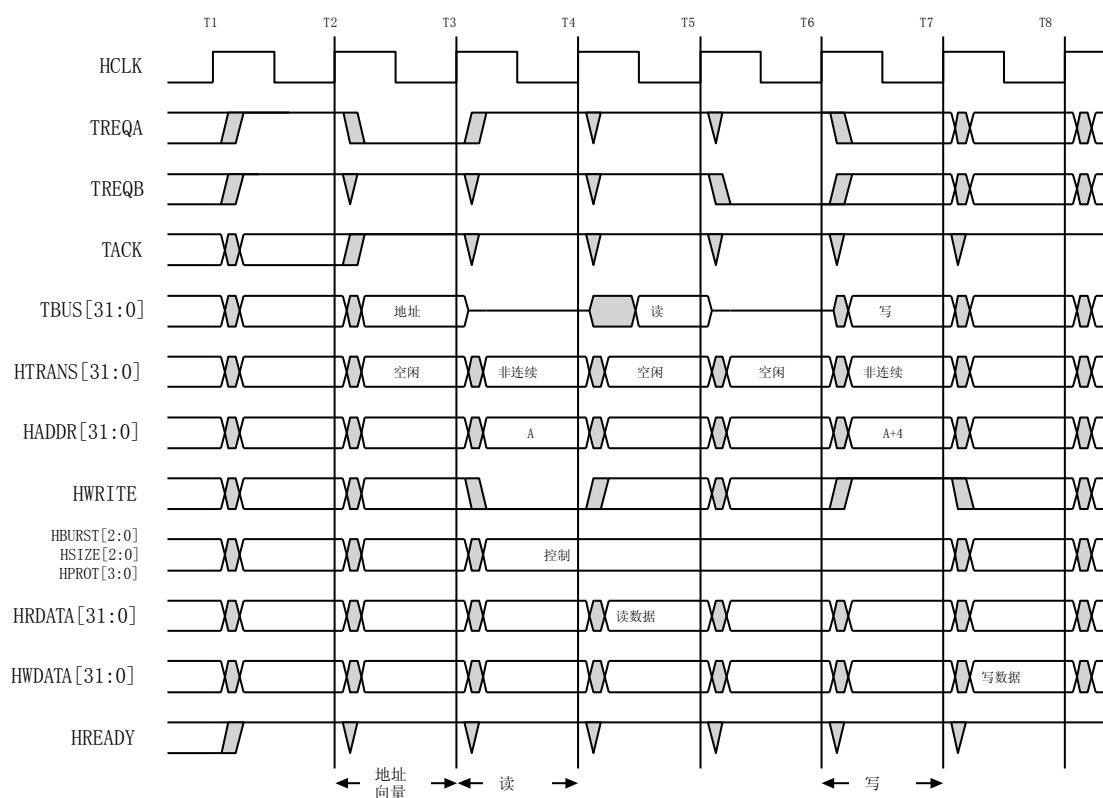 T1 T2 T3 T4 T5 T6 T7 T8
HCLK
TREQA
TREQB
TACK
TBUS[31:0] 地址 读 写
HTRANS[31:0] 空闲 非连续 空闲 空闲 非连续
HADDR[31:0] A A+4
HWRITE
HBURST[2:0]
HSIZE[2:0] 控制
HPROT[3:0]
HRDATA[31:0] 读数据
HWDATA[31:0] 写数据
HREADY
地址
向量 读 写